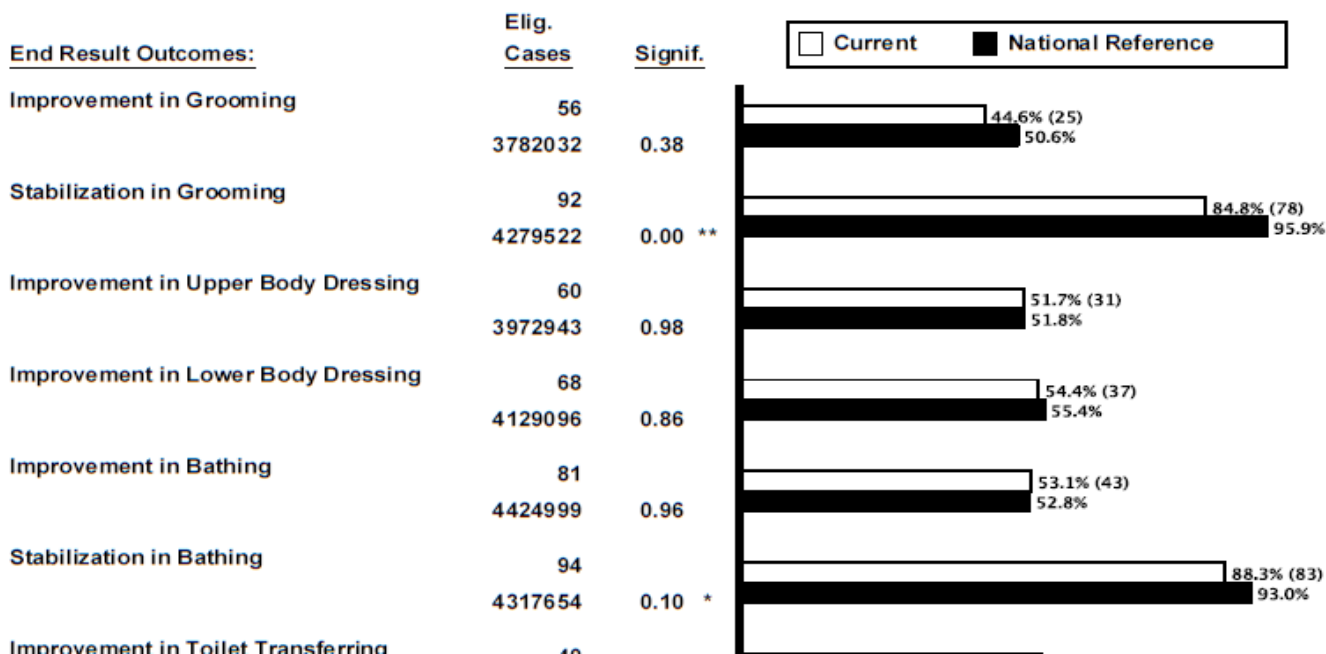 Elig.
End Result Outcomes: Cases Signif. Current National Reference
Improvement in Grooming 56 44.6% (25)
3782032 0.38 50.6%
Stabilization in Grooming 92 84.8% (78)
4279522 0.00 ** 95.9%
Improvement in Upper Body Dressing 60 51.7% (31)
3972943 0.98 51.8%
Improvement in Lower Body Dressing 68 54.4% (37)
4129096 0.86 55.4%
Improvement in Bathing 81 53.1% (43)
4424999 0.96 52.8%
Stabilization in Bathing 94 88.3% (83)
4317654 0.10 * 93.0%
Improvement in Toilet Transferring